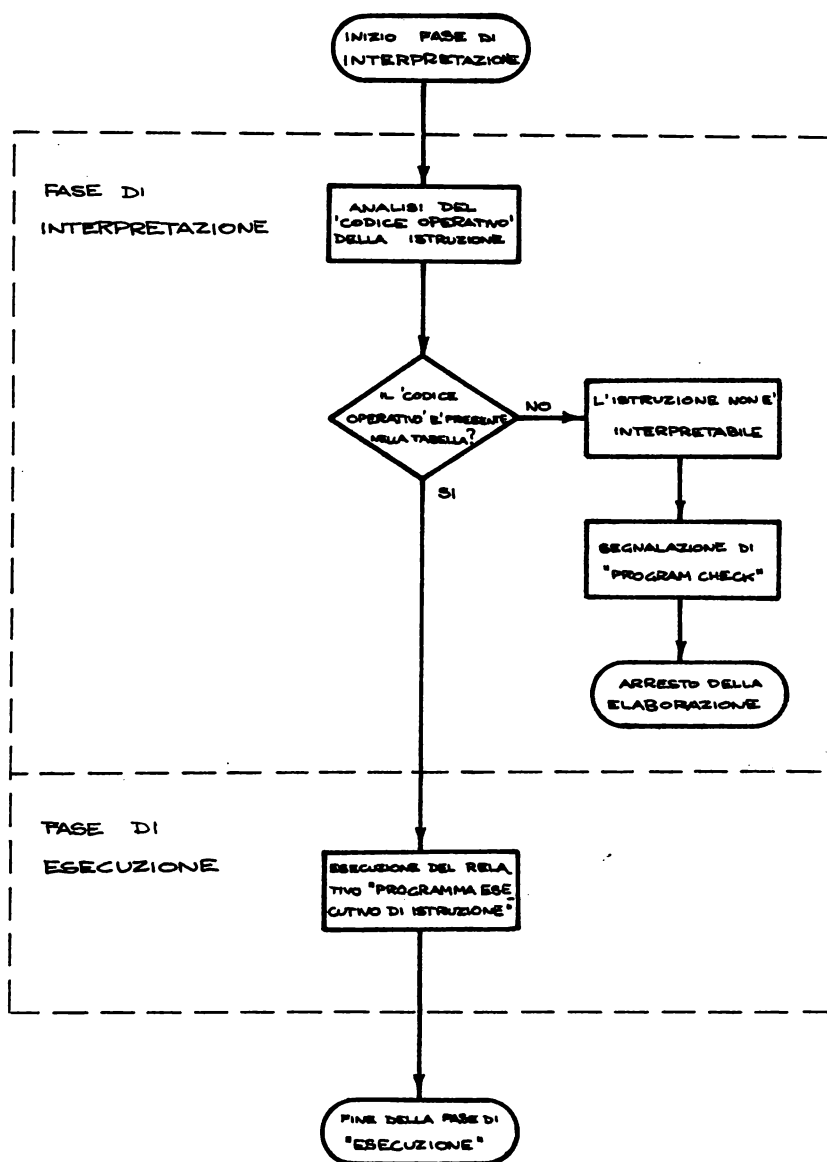 INIZIO FASE DI
INTERPRETAZIONE
FASE DI
INTERPRETAZIONE
ANALISI DEL
'CODICE OPERATIVO'
DELLA ISTRUZIONE
IL 'CODICE
OPERATIVO' E' PRESENTE
NELLA TABELLA?
NO
L'ISTRUZIONE NON E'
INTERPRETABILE
SI
SEGNALAZIONE DI
"PROGRAM CHECK"
ARRESTO DELLA
ELABORAZIONE
FASE DI
ESECUZIONE
ESECUZIONE DEL RELA
TIVO "PROGRAMMA ESE
CUTIVO DI ISTRUZIONE"
FINE DELLA FASE DI
"ESECUZIONE"